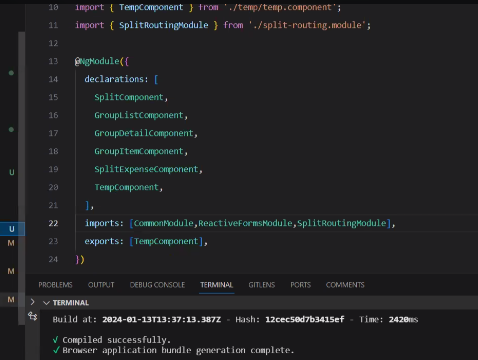 10 import { TempComponent } from './temp/temp.component';
11 import { SplitRoutingModule } from './split-routing.module';
12
13 @NgModule({
14 declarations: [
15 SplitComponent,
16 GroupListComponent,
17 GroupDetailComponent,
18 GroupItemComponent,
19 SplitExpenseComponent,
20 TempComponent,
21 ],
22 imports: [CommonModule,ReactiveFormsModule,SplitRoutingModule],
23 exports: [TempComponent],
24 })
U
U
M
M
M
PROBLEMS OUTPUT DEBUG CONSOLE TERMINAL GITLENS PORTS COMMENTS
TERMINAL
Build at: 2024-01-13T13:37:13.387Z - Hash: 12cec50d7b3415ef - Time: 2420ms
✓ Compiled successfully.
✓ Browser application bundle generation complete.